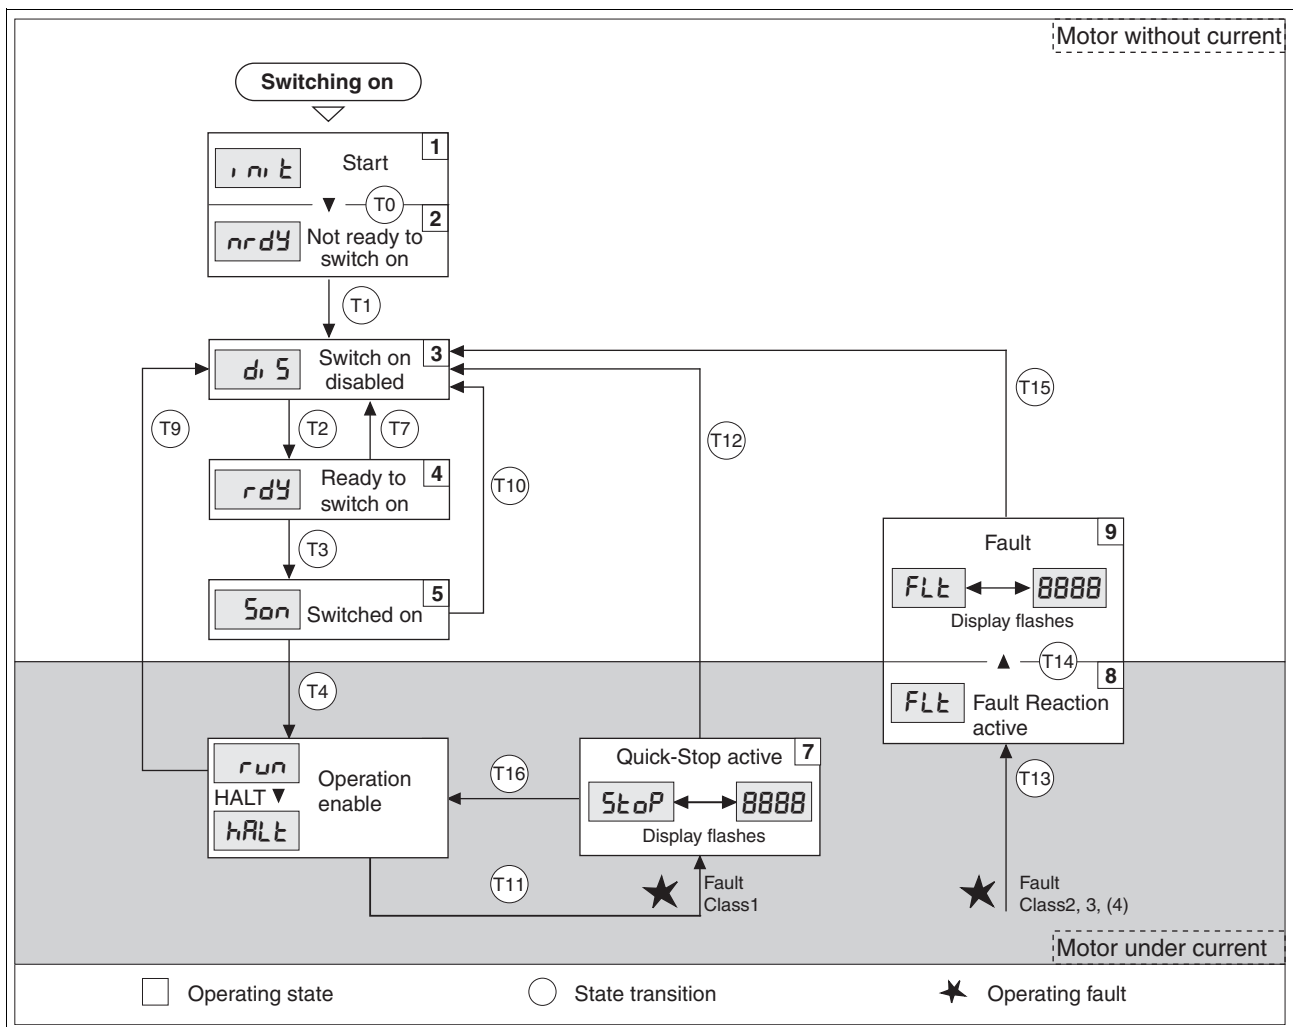 Motor without current
Switching on
1
init
Start
T0
2
nrdy
Not ready to
switch on
T1
3
diS
Switch on
disabled
T9
T2
T7
T10
T12
T15
4
rdy
Ready to
switch on
T3
5
Son
Switched on
T4
9
Fault
FLt
8888
Display flashes
T14
8
FLt
Fault Reaction
active
T13
run
HALT
hALt
Operation
enable
T16
Quick-Stop active
7
StoP
8888
Display flashes
T11
Fault
Class1
Fault
Class2, 3, (4)
Motor under current
Operating state
State transition
Operating fault